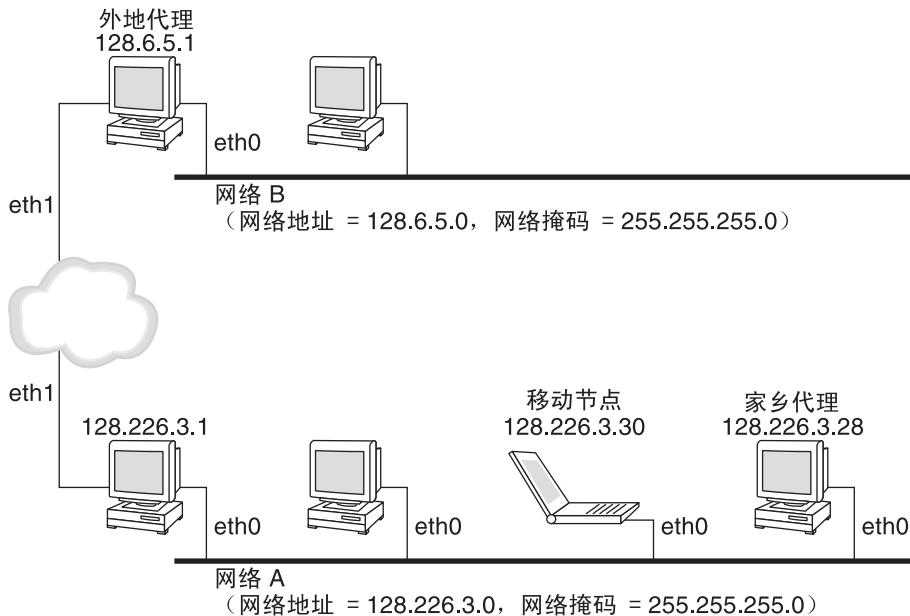 外地代理
128.6.5.1
eth0
网络 B
（网络地址 = 128.6.5.0，网络掩码 = 255.255.255.0）
eth1
eth1
128.226.3.1
移动节点
128.226.3.30
家乡代理
128.226.3.28
eth0
eth0
eth0
eth0
网络 A
（网络地址 = 128.226.3.0，网络掩码 = 255.255.255.0）